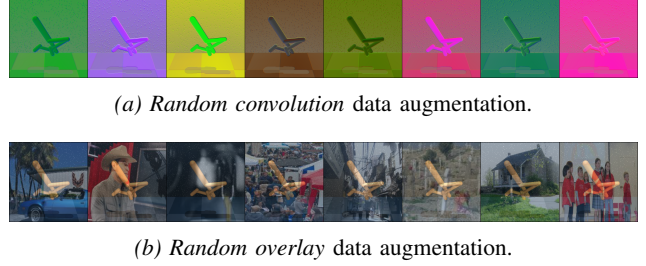 (a) Random convolution data augmentation.
(b) Random overlay data augmentation.